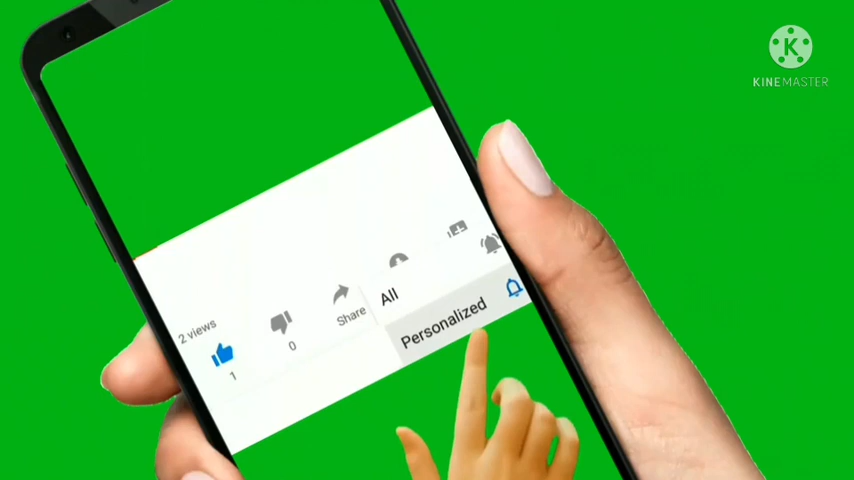 KINEMASTER
2 views
1
0
Share
All
Personalized